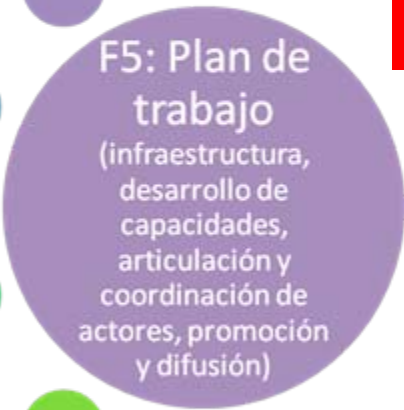 F5: Plan de
trabajo
(infraestructura,
desarrollo de
capacidades,
articulación y
coordinación de
actores, promoción
y difusión)